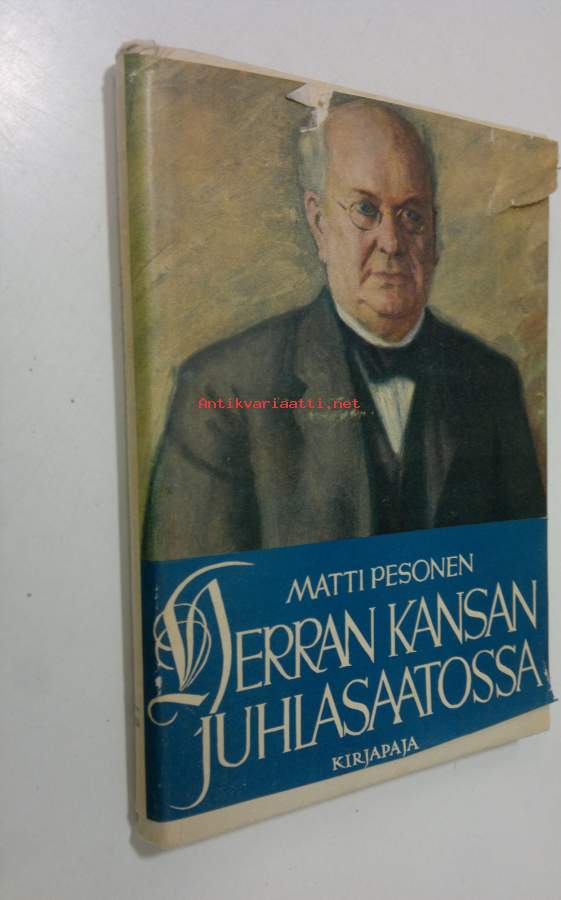 Antikvariaatti.net
MATTI PESONEN
HERRAN KANSAN
JUHLASAATOSSA
KIRJAPAJA